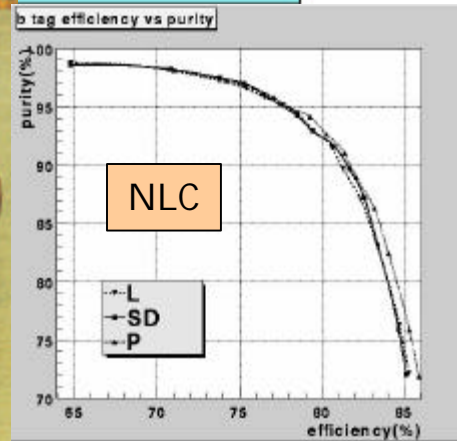 b tag efficiency vs purity
purity(%)
100
95
90
85
80
75
70
NLC
L
SD
P
65
70
75
80
85
efficiency(%)